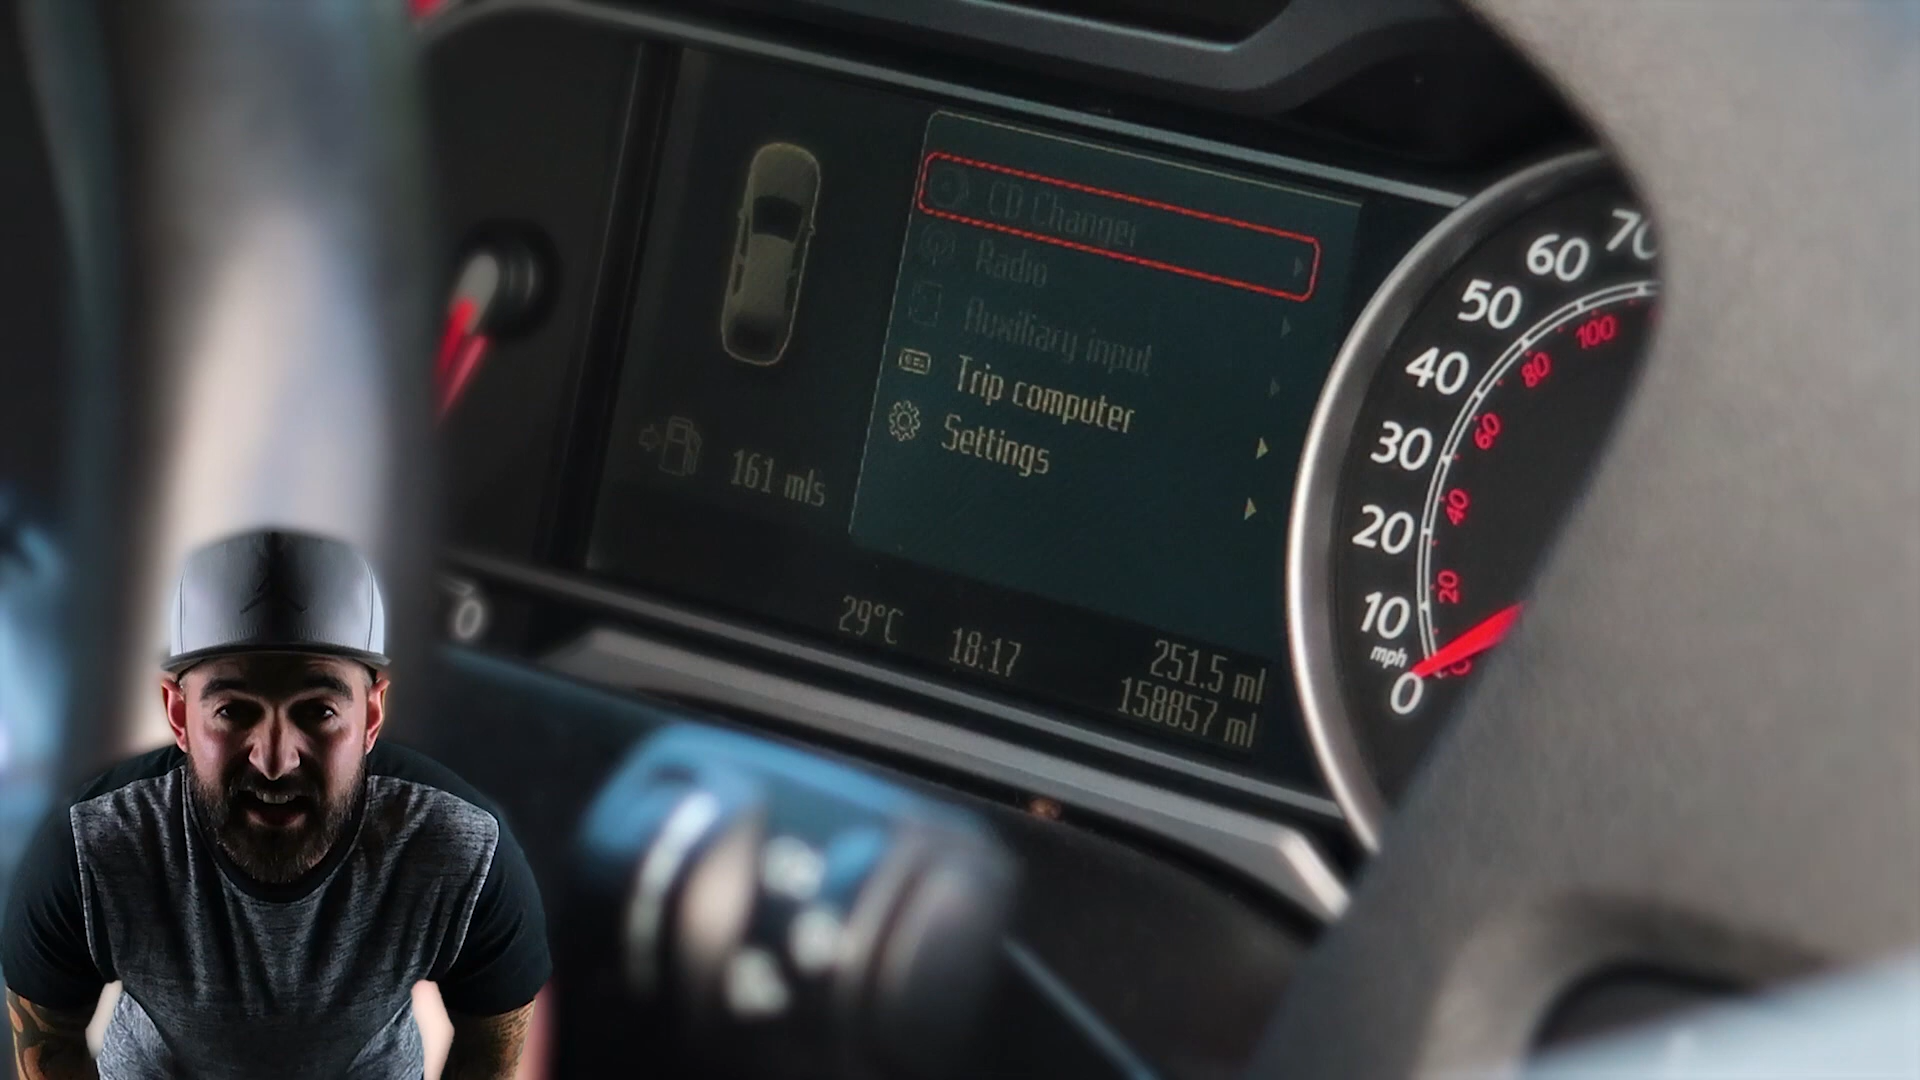 CD Changer
Radio
Auxiliary input
Trip computer
Settings
161 mls
29°C
18:17
251.5 ml
158857 ml
0
70
60
50
40
30
20
10
mph
0
100
80
60
40
20